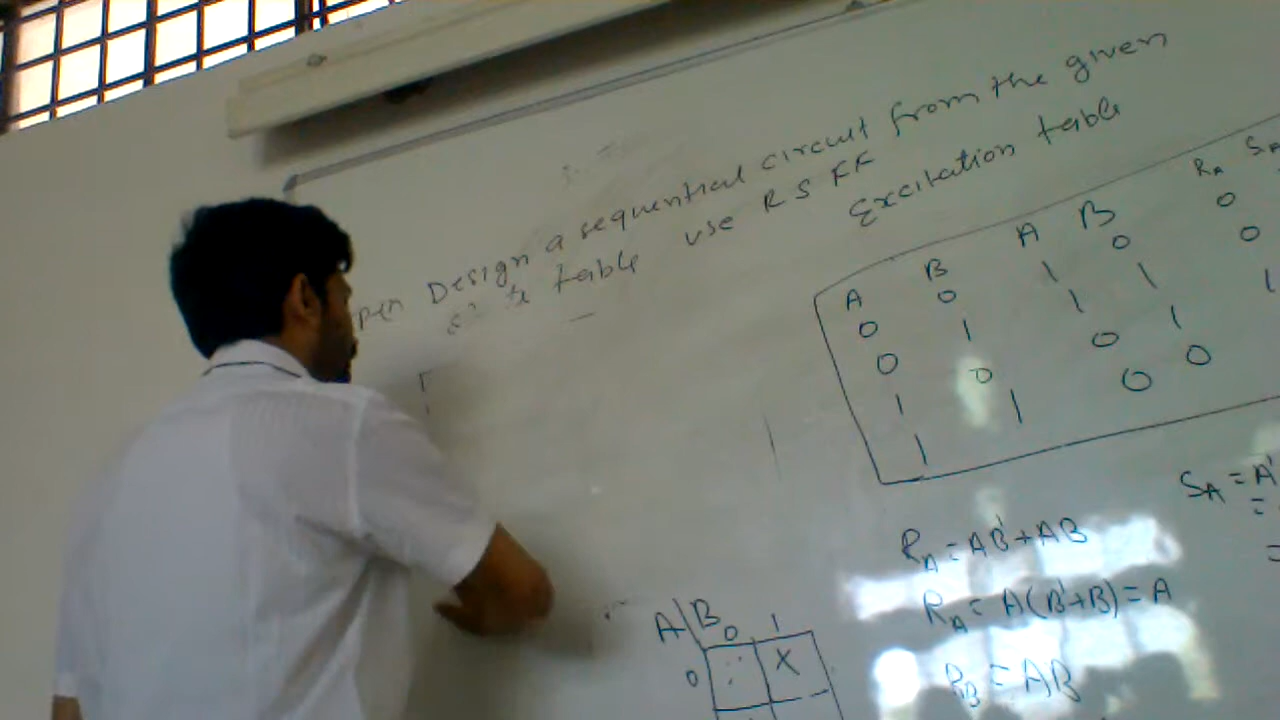 Design a sequential circuit from the given
table use RS FF
Excitation table
A B A B RA SA
0 0 1 0 0
0 1 1 1 0
1 0 0 1 1
1 1 0 0
SA = A'
=
=
RA = AB' + AB
RA = A(B'+B) = A
RB = AB
A\B 0 1
0 X